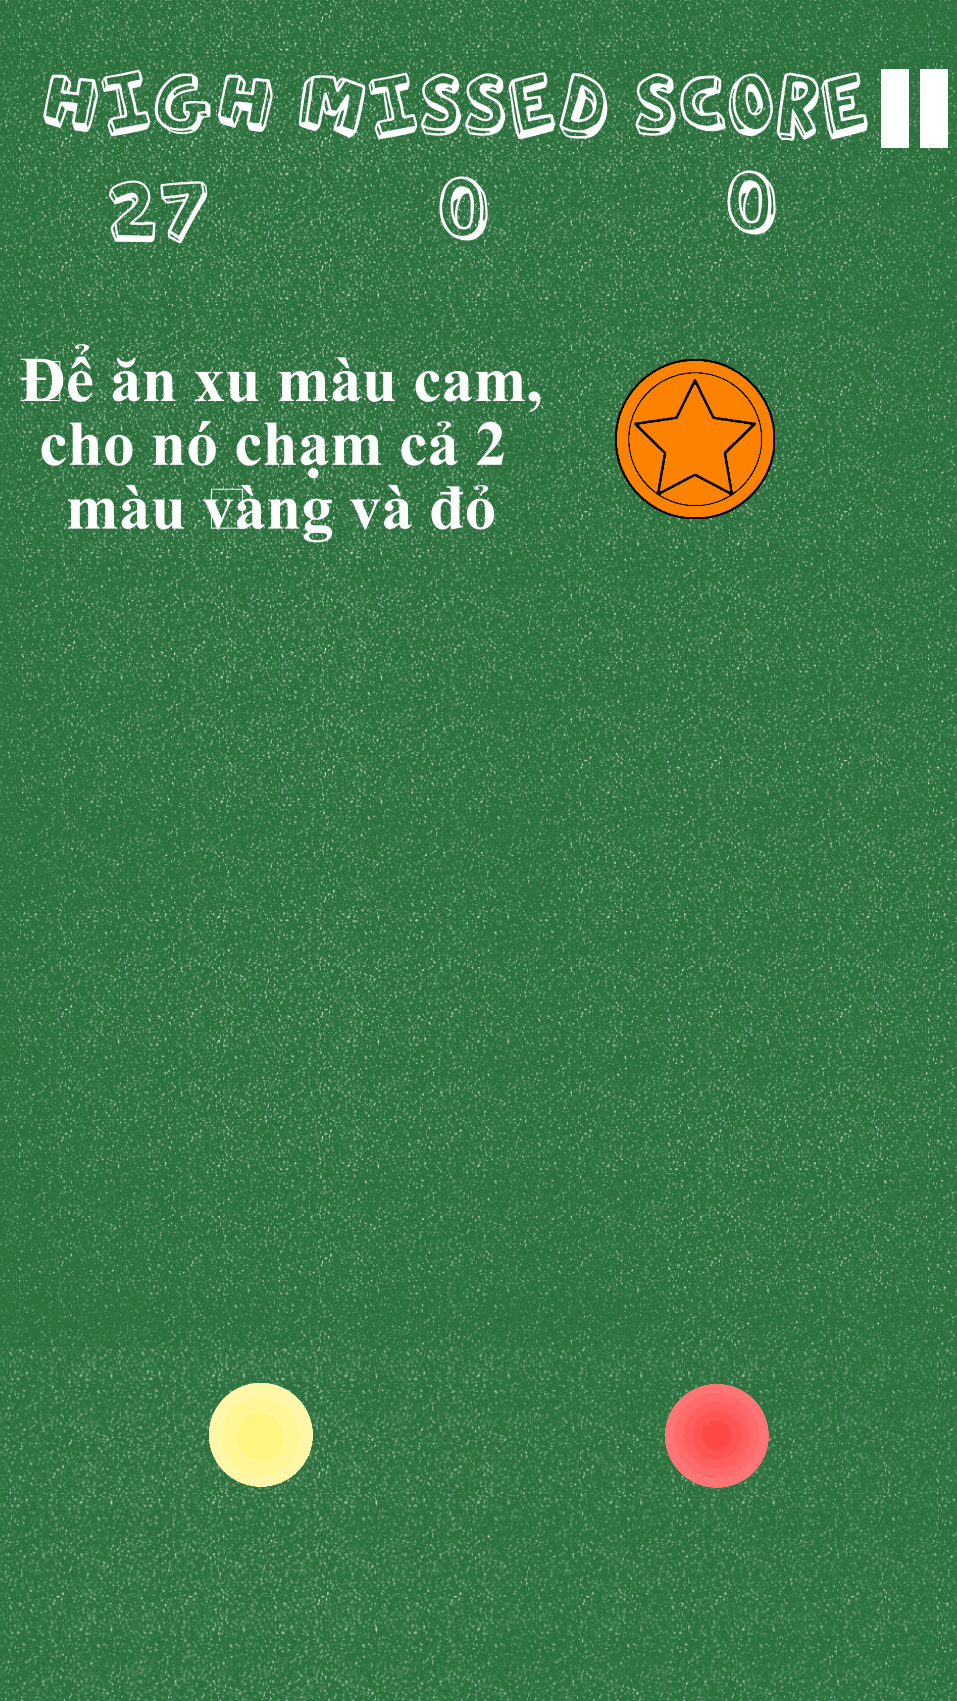 HIGH MISSED SCORE
27 0 0
Để ăn xu màu cam,
cho nó chạm cả 2
màu vàng và đỏ